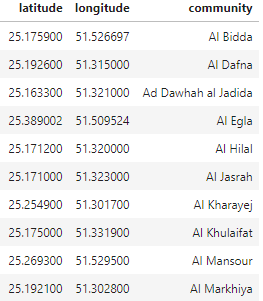 latitude longitude community
25.175900 51.526697 Al Bidda
25.192600 51.315000 Al Dafna
25.163300 51.321000 Ad Dawhah al Jadida
25.389002 51.509524 Al Egla
25.171200 51.320000 Al Hilal
25.171000 51.323000 Al Jasrah
25.254900 51.301700 Al Kharayej
25.175000 51.331900 Al Khulaifat
25.269300 51.529500 Al Mansour
25.192100 51.302800 Al Markhiya